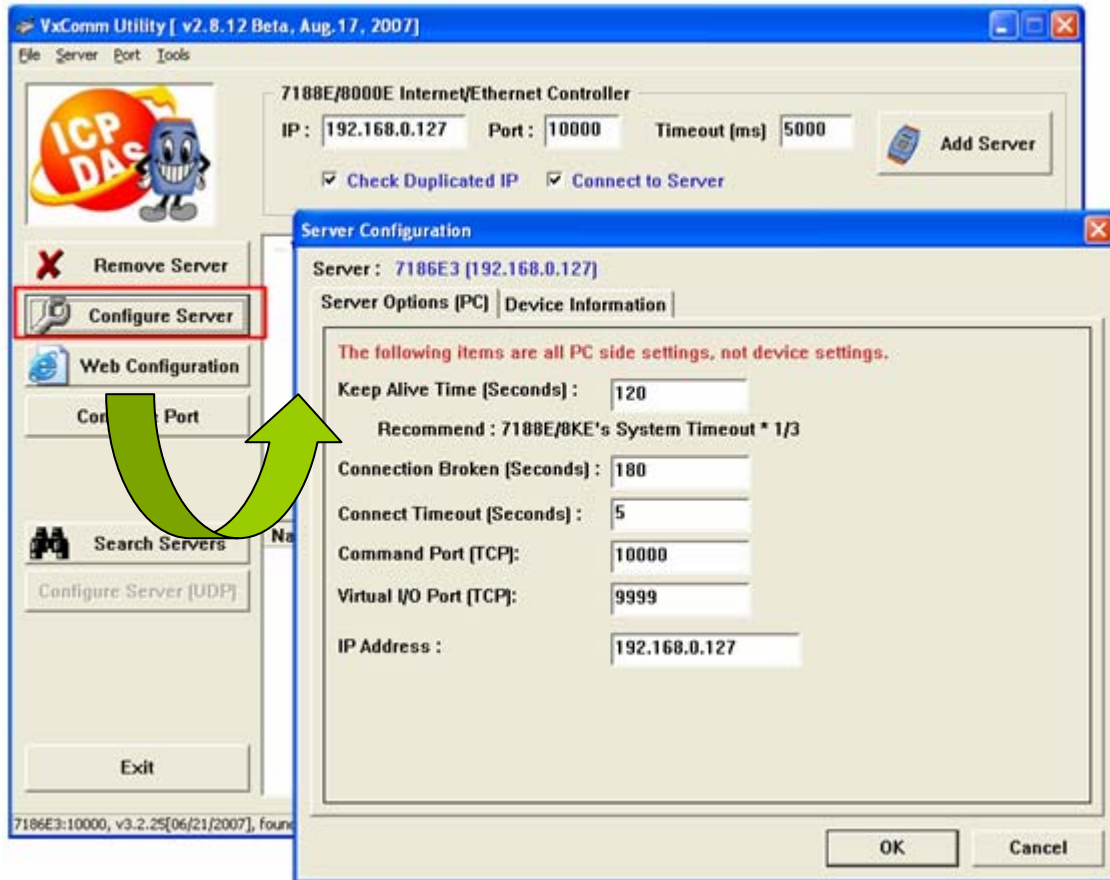 VxComm Utility [ v2.8.12 Beta, Aug.17, 2007]
File Server Port Tools
ICP
DAS
7188E/8000E Internet/Ethernet Controller
IP : 192.168.0.127 Port : 10000 Timeout (ms) 5000
Add Server
Check Duplicated IP Connect to Server
Remove Server
Configure Server
Web Configuration
Port
Search Servers
Configure Server (UDP)
Exit
7186E3:10000, v3.2.25[06/21/2007],
Server Configuration
Server : 7186E3 [192.168.0.127]
Server Options (PC) Device Information
The following items are all PC side settings, not device settings.
Keep Alive Time (Seconds) : 120
Recommend : 7188E/8KE's System Timeout * 1/3
Connection Broken (Seconds) : 180
Connect Timeout (Seconds) : 5
Command Port (TCP): 10000
Virtual I/O Port (TCP): 9999
IP Address : 192.168.0.127
OK Cancel